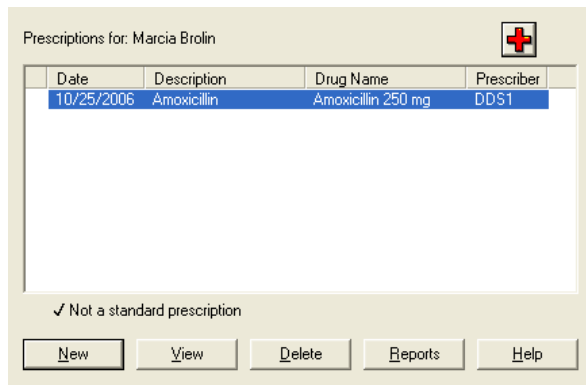 Prescriptions for: Marcia Brolin
Date Description Drug Name Prescriber
10/25/2006 Amoxicillin Amoxicillin 250 mg DDS1
✓ Not a standard prescription
New View Delete Reports Help